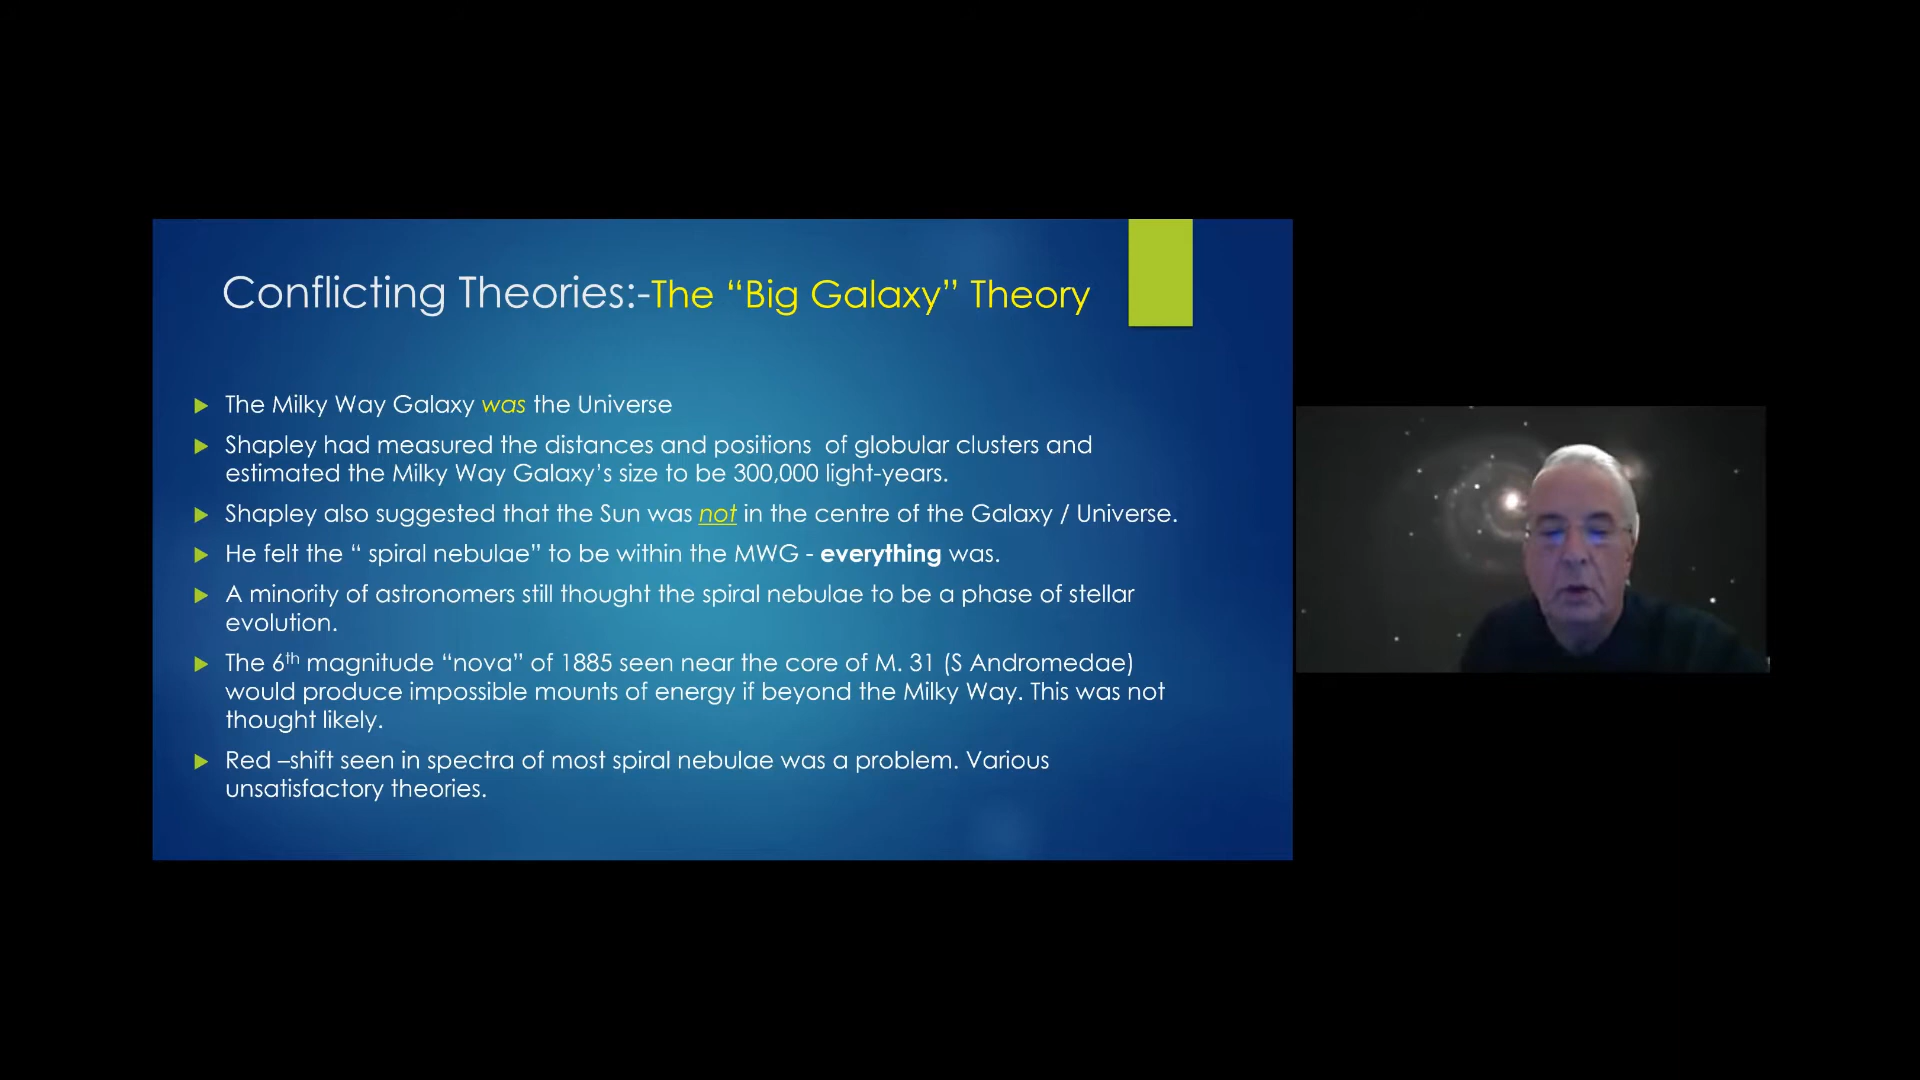 Conflicting Theories:-The “Big Galaxy” Theory
The Milky Way Galaxy was the Universe
Shapley had measured the distances and positions of globular clusters and
estimated the Milky Way Galaxy’s size to be 300,000 light-years.
Shapley also suggested that the Sun was not in the centre of the Galaxy / Universe.
He felt the “ spiral nebulae” to be within the MWG - everything was.
A minority of astronomers still thought the spiral nebulae to be a phase of stellar
evolution.
The 6th magnitude “nova” of 1885 seen near the core of M. 31 (S Andromedae)
would produce impossible mounts of energy if beyond the Milky Way. This was not
thought likely.
Red –shift seen in spectra of most spiral nebulae was a problem. Various
unsatisfactory theories.